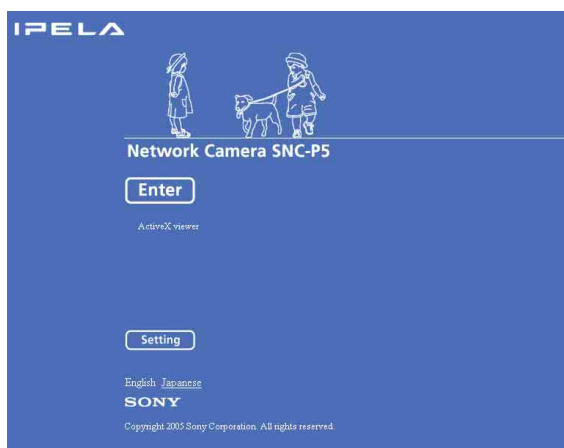 IPELA
Network Camera SNC-P5
Enter
ActiveX viewer
Setting
English Japanese
SONY
Copyright 2005 Sony Corporation. All rights reserved.